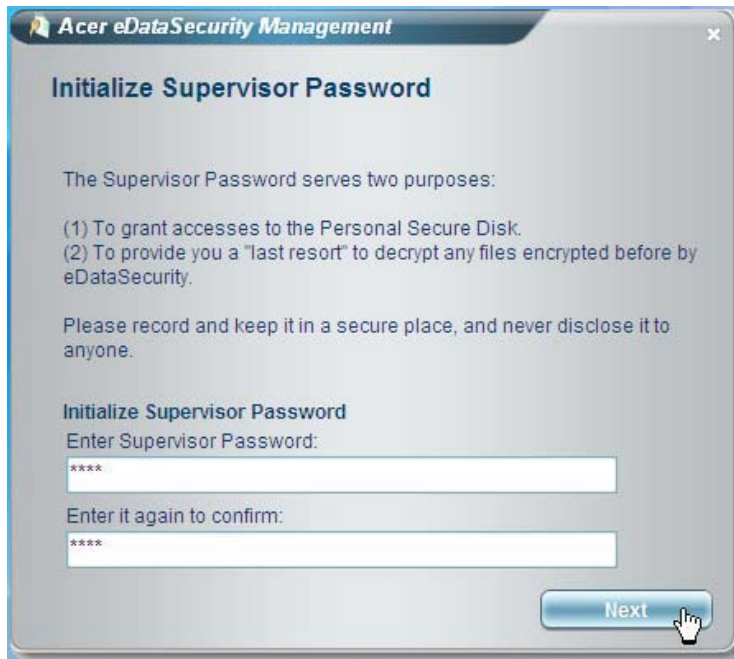 Acer eDataSecurity Management
Initialize Supervisor Password
The Supervisor Password serves two purposes:
(1) To grant accesses to the Personal Secure Disk.
(2) To provide you a "last resort" to decrypt any files encrypted before by
eDataSecurity.
Please record and keep it in a secure place, and never disclose it to
anyone.
Initialize Supervisor Password
Enter Supervisor Password:
****
Enter it again to confirm:
****
Next